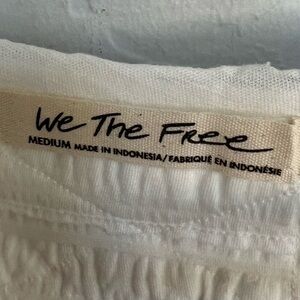 We The Free
MEDIUM MADE IN INDONESIA/FABRIQUÉ EN INDONÉSIE